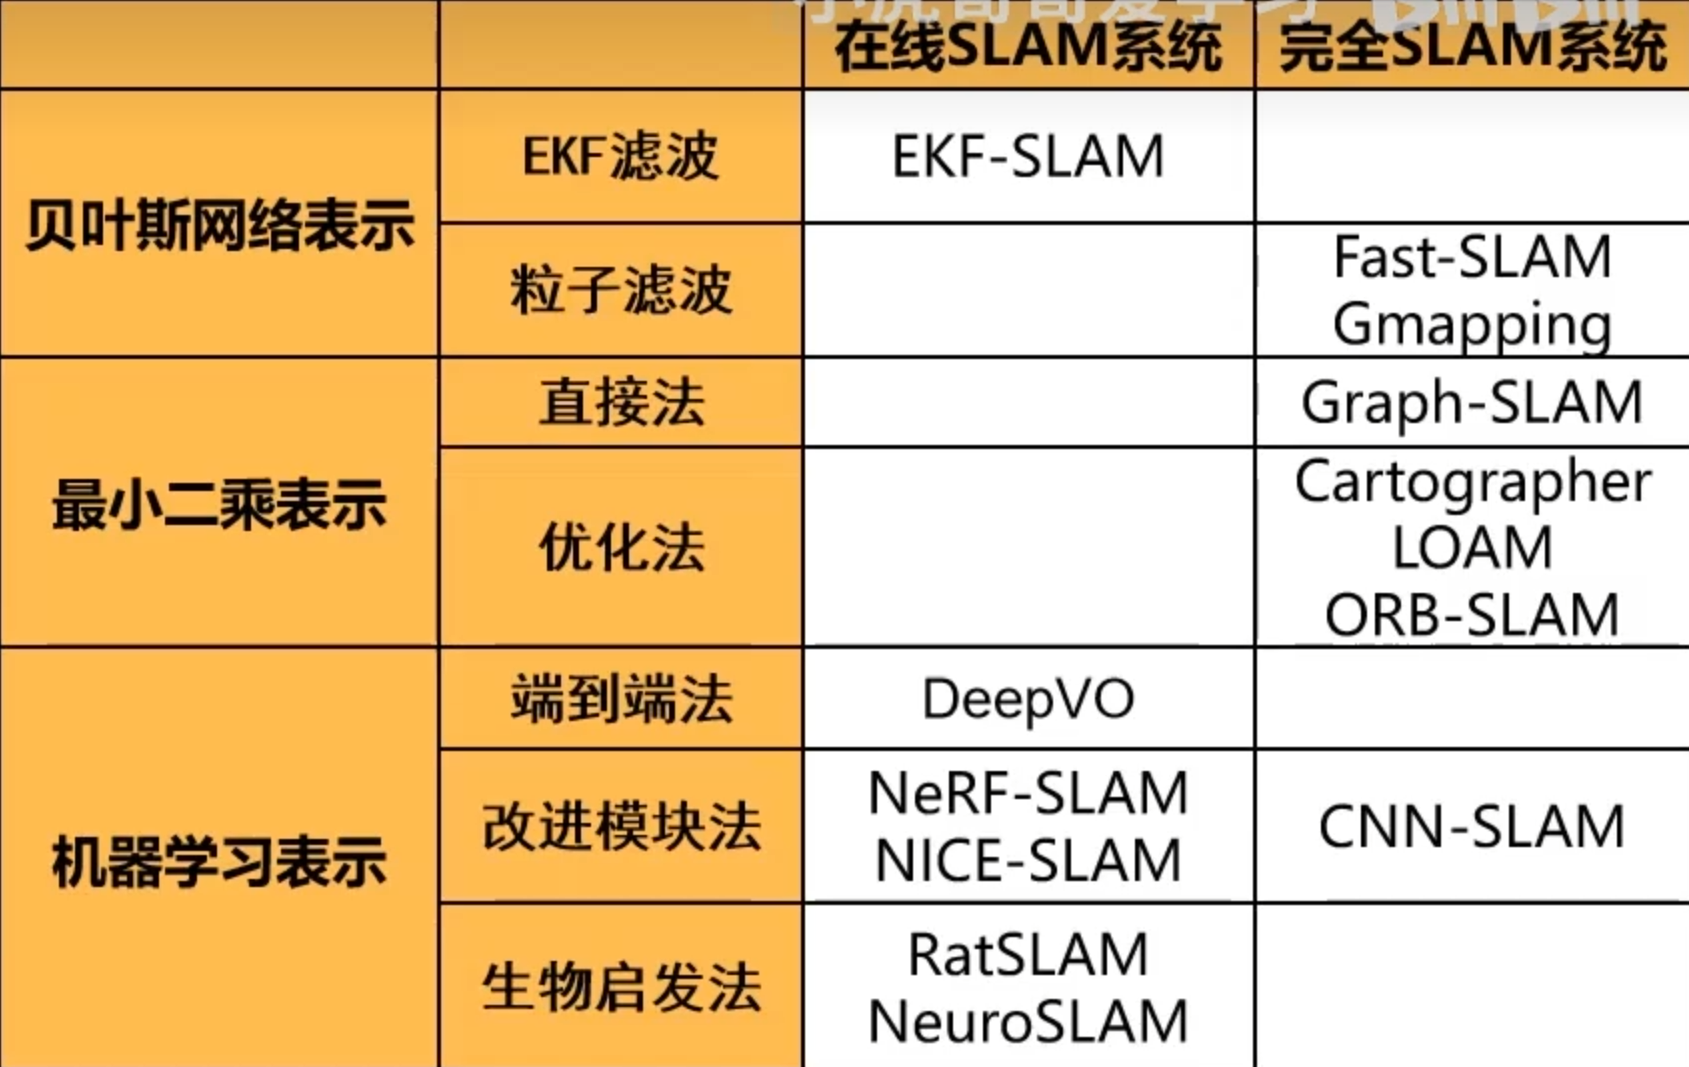 在线SLAM系统 完全SLAM系统
贝叶斯网络表示
EKF滤波 EKF-SLAM
粒子滤波
Fast-SLAM
Gmapping
最小二乘表示
直接法 Graph-SLAM
优化法
Cartographer
LOAM
ORB-SLAM
机器学习表示
端到端法 DeepVO
改进模块法
NeRF-SLAM
NICE-SLAM
CNN-SLAM
生物启发法
RatSLAM
NeuroSLAM